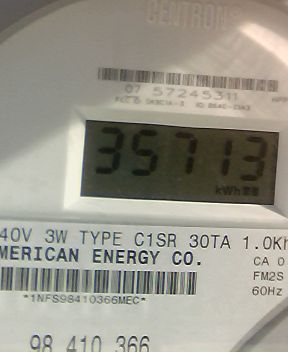 CENTRON
07 57245311
35713
kWh
40V 3W TYPE C1SR 30TA 1.0Kh
MERICAN ENERGY CO.
CA 0
FM2S
60Hz
*1NFS98410366MEC*
98 410 366